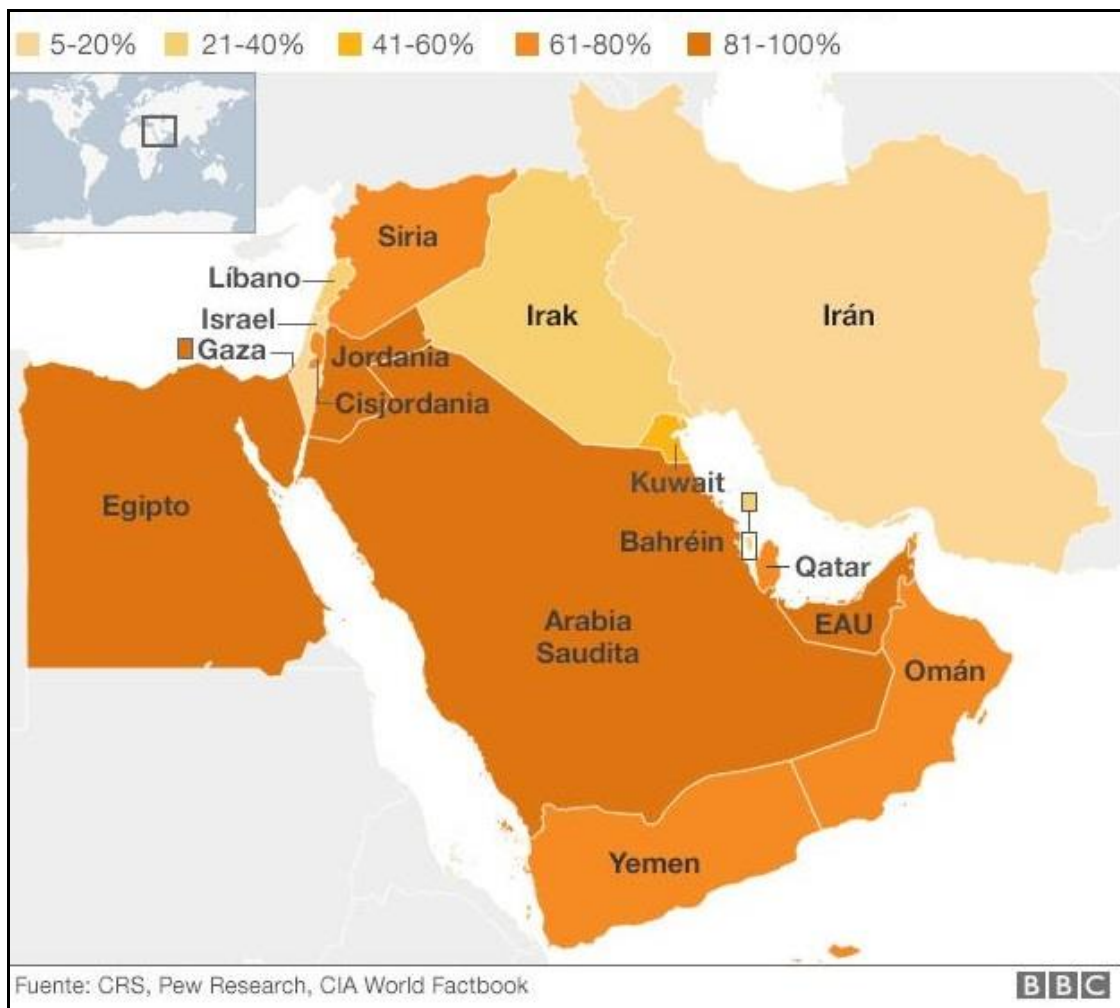 5-20% 21-40% 41-60% 61-80% 81-100%
Siria
Líbano
Irak
Irán
Israel
Gaza
Jordania
Cisjordania
Kuwait
Egipto
Bahréin
Qatar
Arabia
Saudita
EAU
Omán
Yemen
Fuente: CRS, Pew Research, CIA World Factbook
BBC